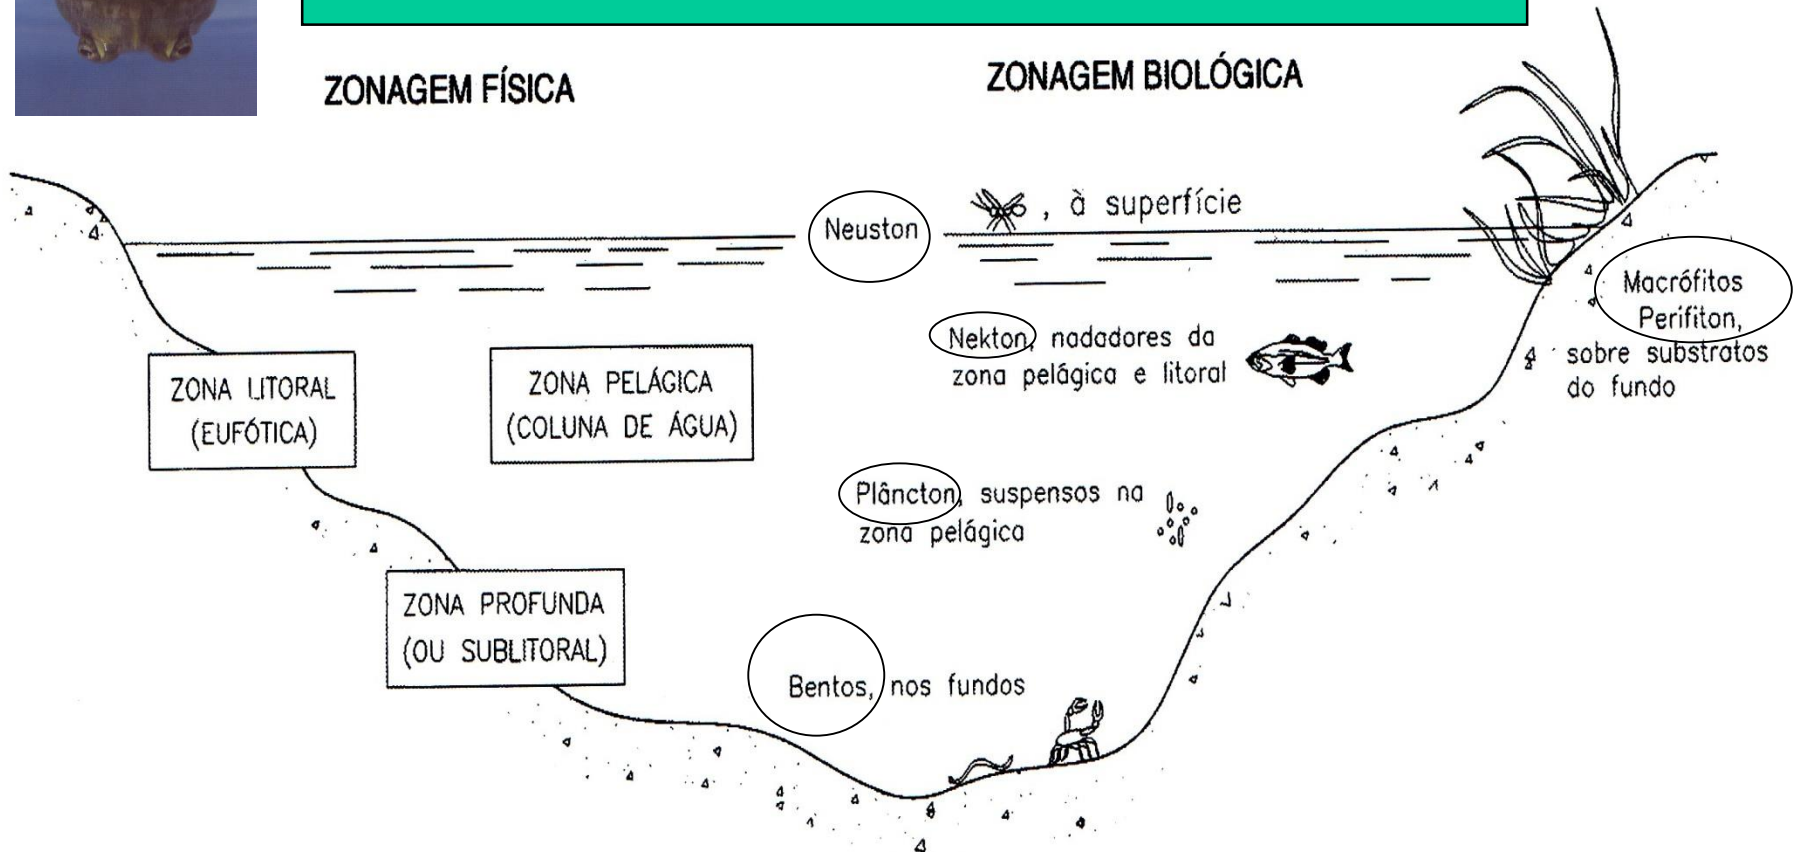 ZONAGEM FÍSICA
ZONAGEM BIOLÓGICA
Neuston
, à superfície
Macrófitos
Perifiton,
sobre substratos
do fundo
Nekton, nadadores da
zona pelágica e litoral
ZONA LITORAL
(EUFÓTICA)
ZONA PELÁGICA
(COLUNA DE ÁGUA)
Plâncton, suspensos na
zona pelágica
ZONA PROFUNDA
(OU SUBLITORAL)
Bentos, nos fundos